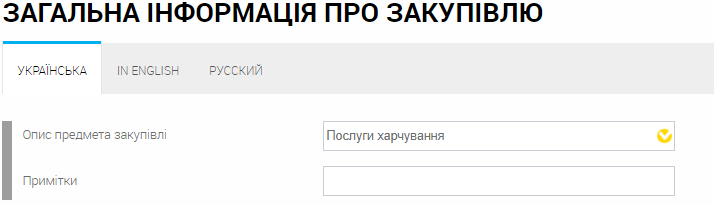 ЗАГАЛЬНА ІНФОРМАЦІЯ ПРО ЗАКУПІВЛЮ
УКРАЇНСЬКА IN ENGLISH РУССКИЙ
Опис предмета закупівлі Послуги харчування
Примітки